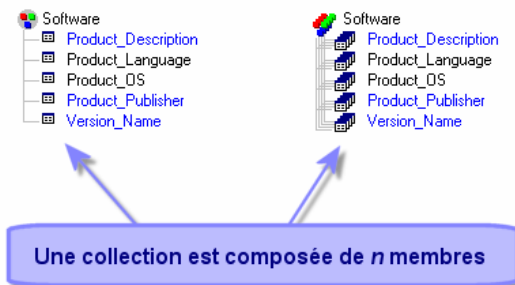 Software
Product_Description
Product_Language
Product_OS
Product_Publisher
Version_Name
Software
Product_Description
Product_Language
Product_OS
Product_Publisher
Version_Name
Une collection est composée de n membres